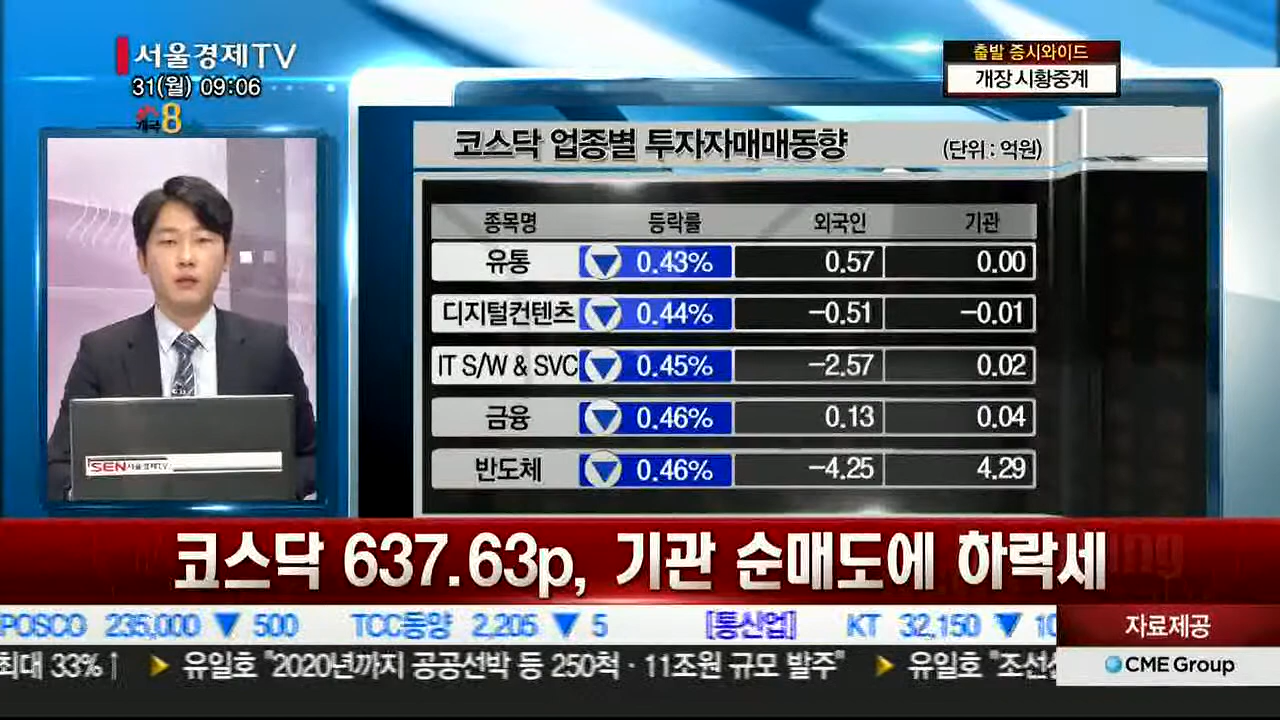 서울경제TV
31(월) 09:06
개국 8
출발 증시와이드
개장 시황중계
코스닥 업종별 투자자매매동향
(단위 : 억원)
종목명 등락률 외국인 기관
유통 ▼ 0.43% 0.57 0.00
디지털컨텐츠 ▼ 0.44% -0.51 -0.01
IT S/W & SVC ▼ 0.45% -2.57 0.02
금융 ▼ 0.46% 0.13 0.04
반도체 ▼ 0.46% -4.25 4.29
SEN 서울경제TV
코스닥 637.63p, 기관 순매도에 하락세
POSCO 235,000 ▼ 500 TCC동양 2,205 ▼ 5 [통신업] KT 32,150 ▼ 10
자료제공
최대 33%↑ ▶ 유일호 "2020년까지 공공선박 등 250척·11조원 규모 발주" ▶ 유일호 "조선
CME Group